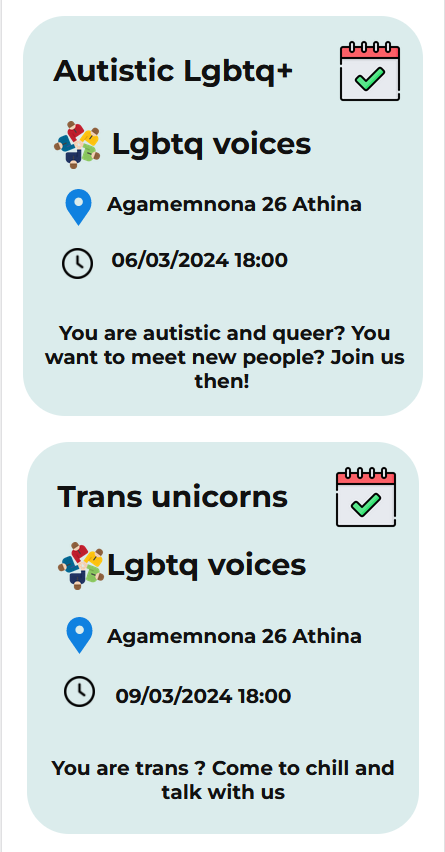 Autistic Lgbtq+
Lgbtq voices
Agamemnona 26 Athina
06/03/2024 18:00
You are autistic and queer? You
want to meet new people? Join us
then!
Trans unicorns
Lgbtq voices
Agamemnona 26 Athina
09/03/2024 18:00
You are trans ? Come to chill and
talk with us